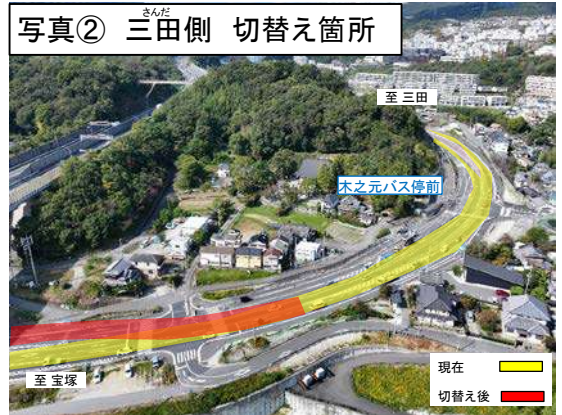 写真② 三田側 切替え箇所
さんだ
至 三田
木之元バス停前
至 宝塚
現在
切替え後